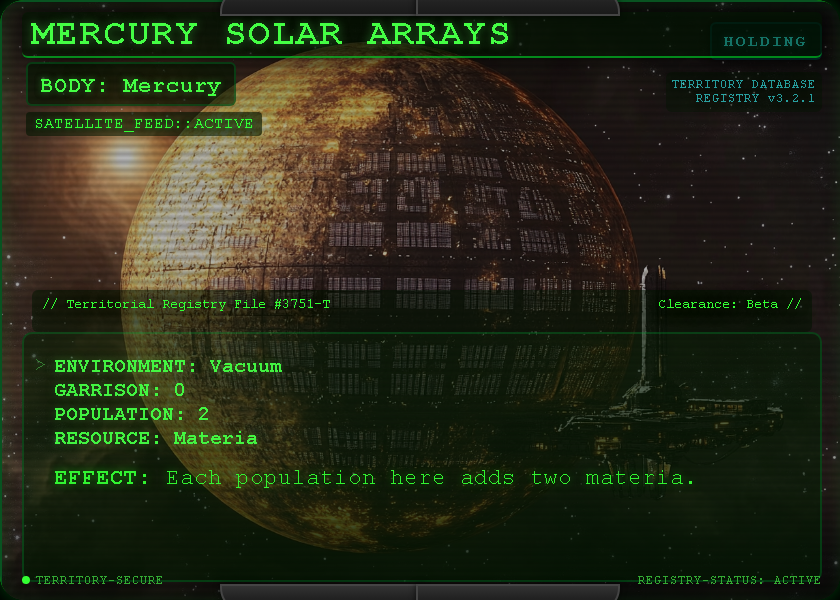 MERCURY SOLAR ARRAYS
HOLDING
BODY: Mercury
TERRITORY DATABASE
REGISTRY v3.2.1
SATELLITE_FEED::ACTIVE
// Territorial Registry File #3751-T
Clearance: Beta //
> ENVIRONMENT: Vacuum
GARRISON: 0
POPULATION: 2
RESOURCE: Materia
EFFECT: Each population here adds two materia.
TERRITORY-SECURE
REGISTRY-STATUS: ACTIVE